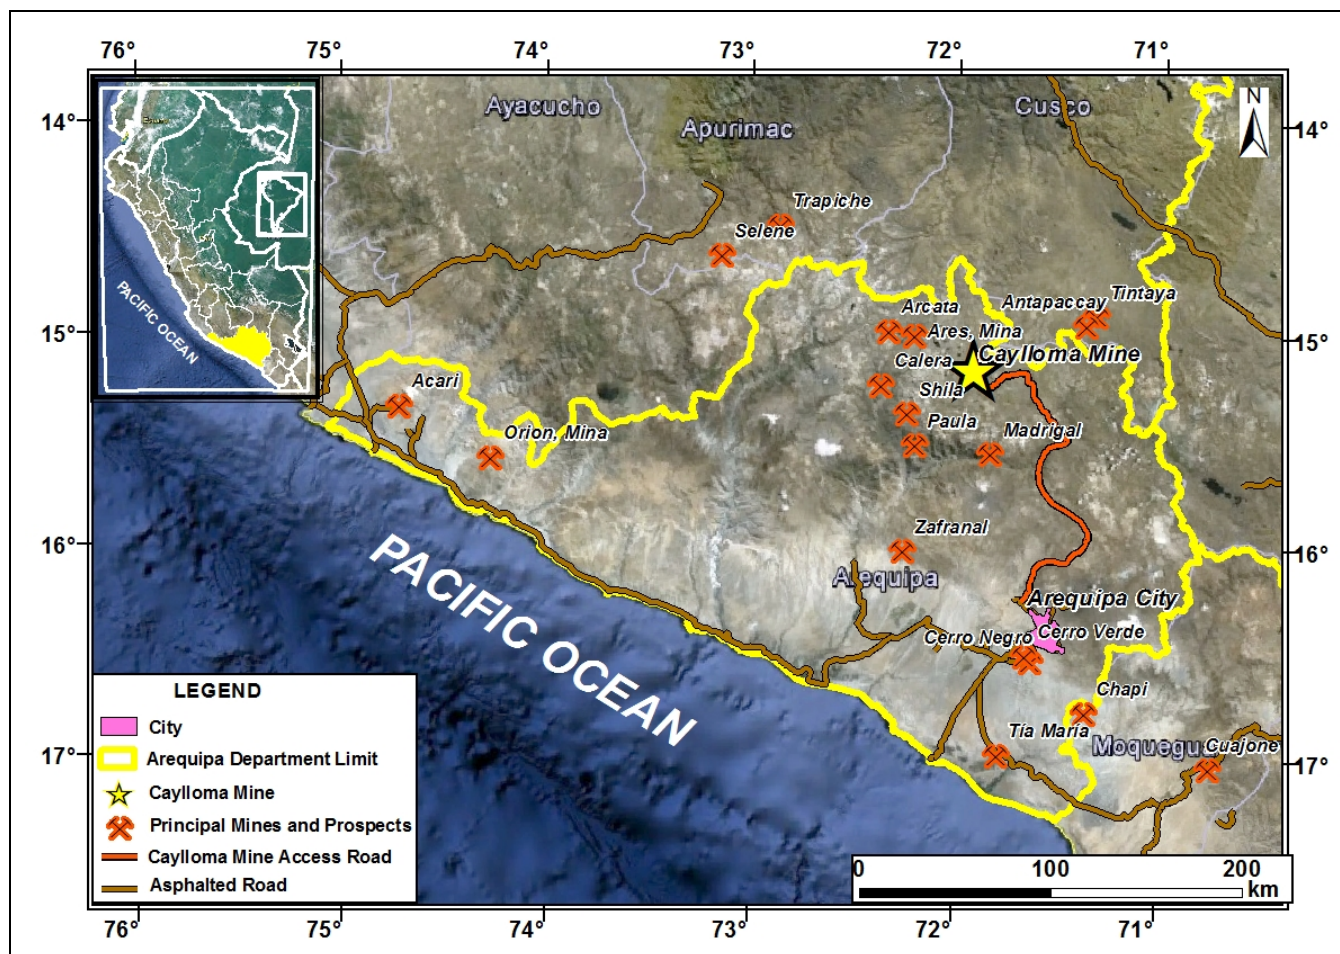 76° 75° 74° 73° 72° 71°
14°
14°
15°
15°
16°
16°
17°
17°
N
PACIFIC OCEAN
Ayacucho
Apurimac
Cusco
Trapiche
Selene
Arcata
Antapaccay
Tintaya
Ares, Mina
Caylloma Mine
Calera
Shila
Paula
Madrigal
Acari
Orion, Mina
Zafranal
Arequipa
Arequipa City
Cerro Negro
Cerro Verde
Chapi
Tía María
Moquegu
Cuajone
PACIFIC OCEAN
LEGEND
City
Arequipa Department Limit
Caylloma Mine
Principal Mines and Prospects
Caylloma Mine Access Road
Asphalted Road
0 100 200
km
76° 75° 74° 73° 72° 71°